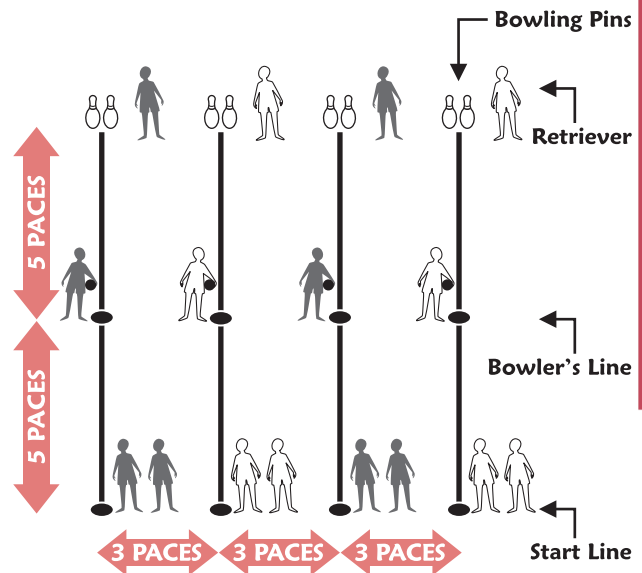 Bowling Pins
Retriever
5 PACES
Bowler's Line
5 PACES
3 PACES
3 PACES
3 PACES
Start Line